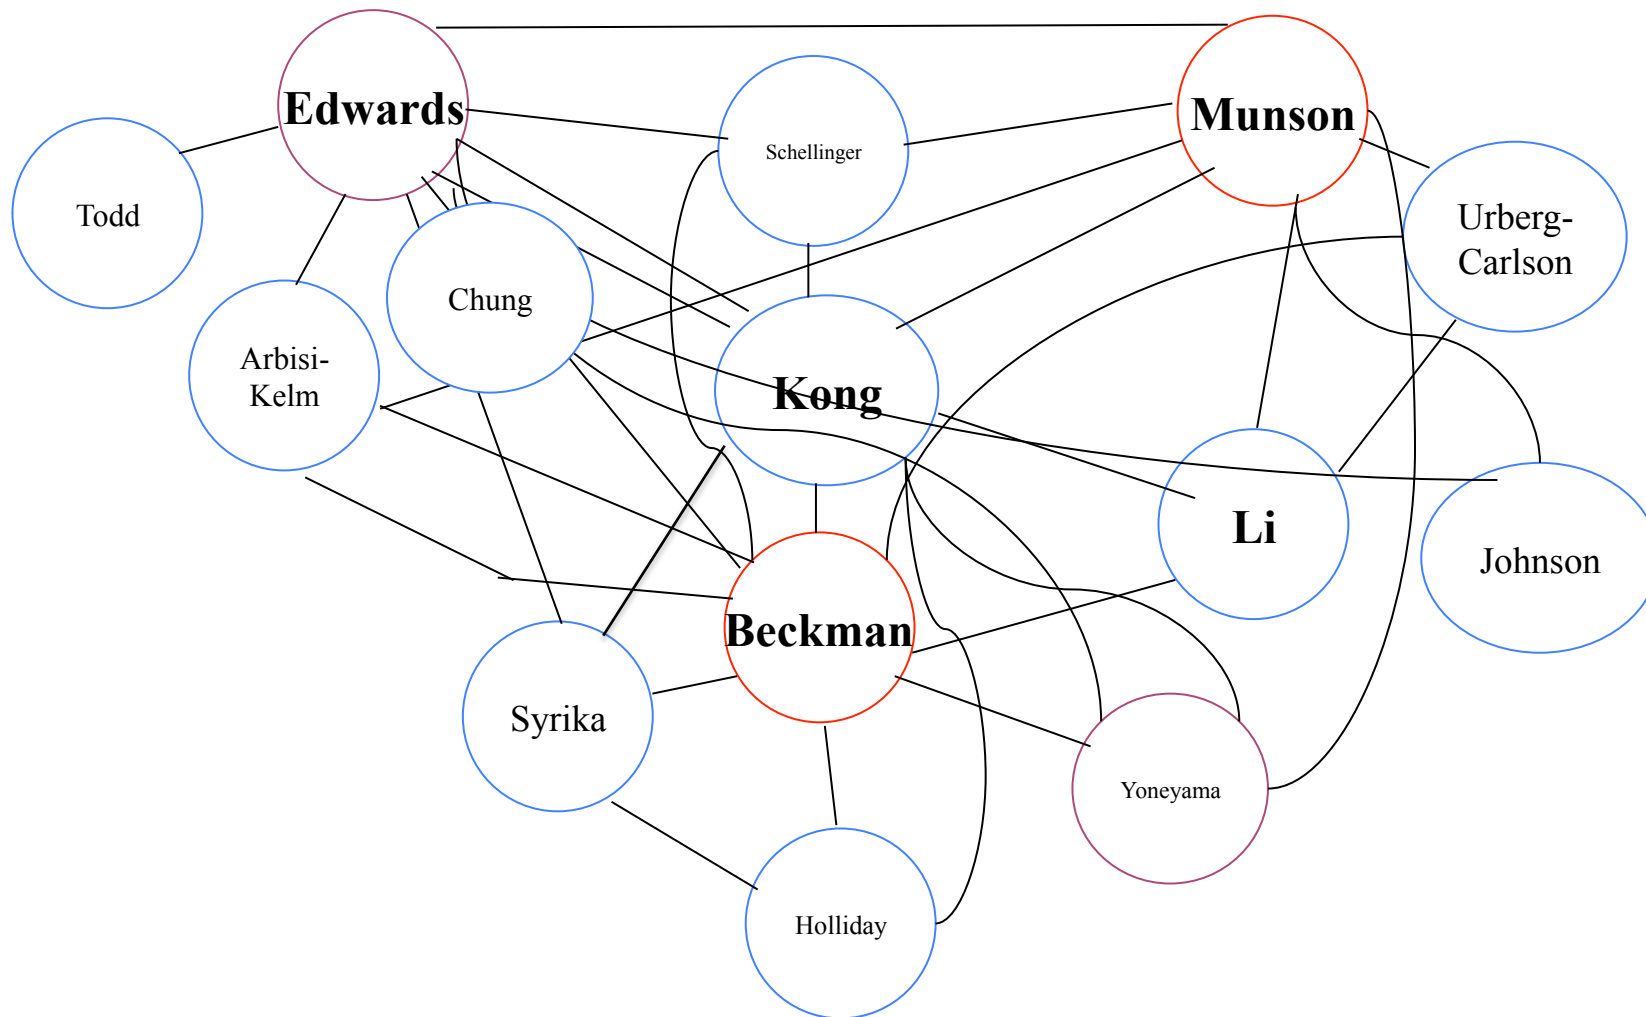 Edwards
Munson
Schellinger
Todd
Urberg-
Carlson
Chung
Arbisi-
Kelm
Kong
Li
Johnson
Beckman
Syrika
Yoneyama
Holliday